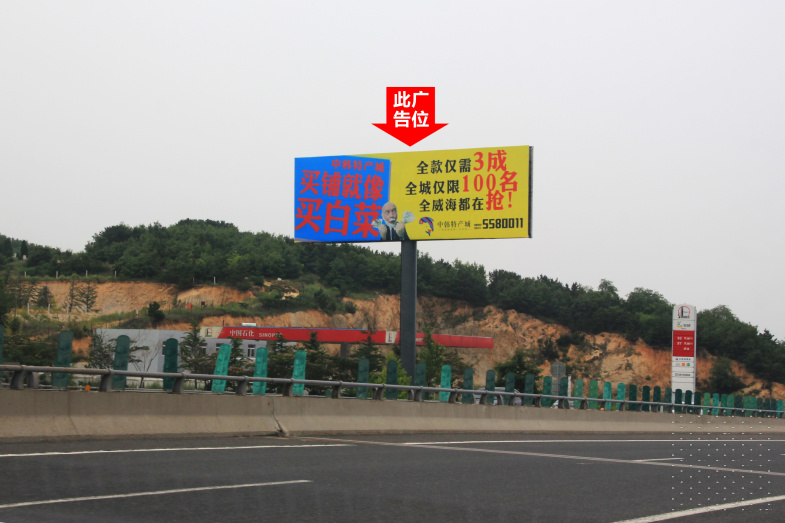 此广
告位
中韩特产城
买铺就像
买白菜
全款仅需3成
全城仅限100名
全威海都在抢!
中韩特产城
5580011
中国石化 SINOPEC